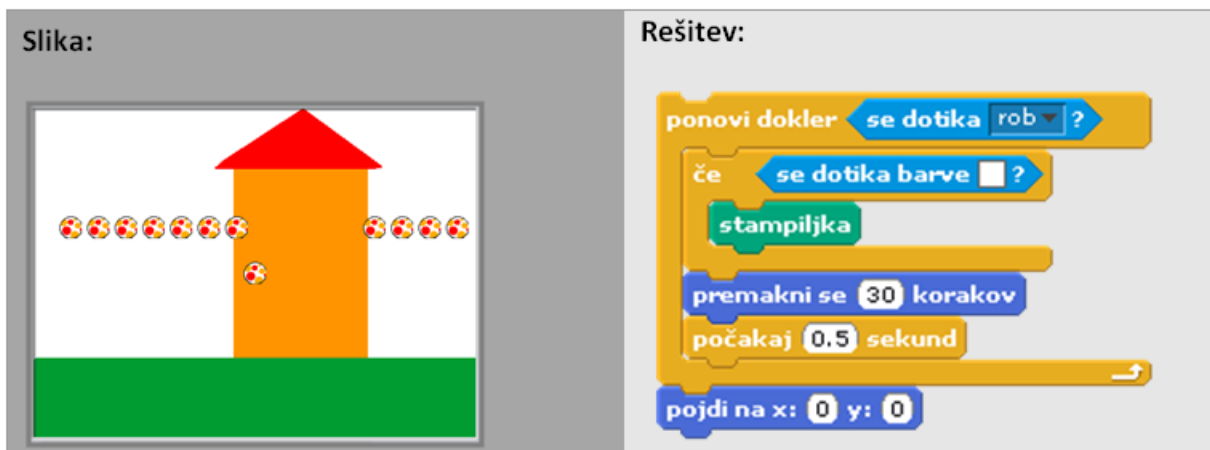 Slika:
Rešitev:
ponovi dokler se dotika rob ?
če se dotika barve ?
stampiljka
premakni se 30 korakov
počakaj 0.5 sekund
pojdi na x: 0 y: 0